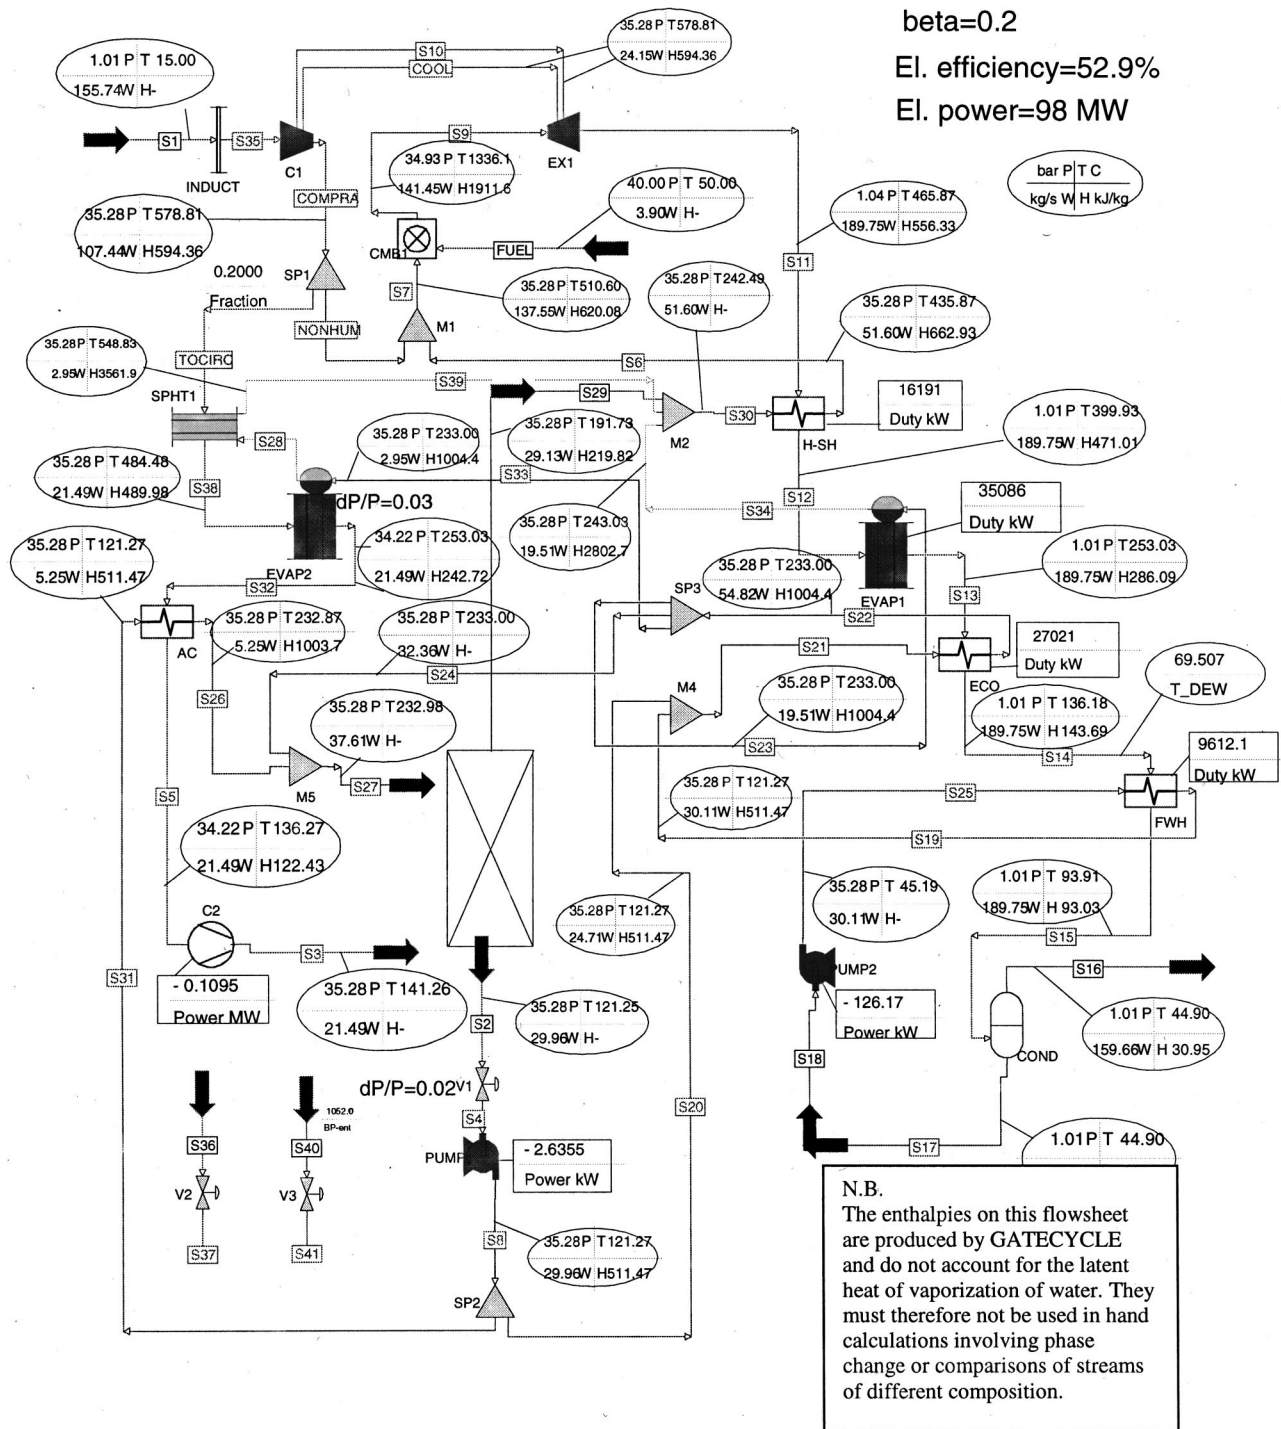 beta=0.2
El. efficiency=52.9%
El. power=98 MW
bar P T C
kg/s W H kJ/kg
1.01 P T 15.00
155.74W H-
S1
S35
INDUCT
C1
S10
COOL
35.28 P T578.81
24.15W H594.36
S9
EX1
34.93 P T1336.1
141.45W H1911.6
40.00 P T 50.00
3.90W H-
COMPRA
35.28 P T578.81
107.44W H594.36
CMB1
FUEL
1.04 P T465.87
189.75W H556.33
S11
SP1
0.2000
Fraction
S7
35.28 P T510.60
137.55W H620.08
35.28 P T242.49
51.60W H-
35.28 P T435.87
51.60W H662.93
NONHUM
M1
35.28P T548.83
2.95W H3561.9
TOCIRC
S6
S39
SPHT1
S29
M2
S30
H-SH
16191
Duty kW
S28
35.28 P T233.00
2.95W H1004.4
35.28P T191.73
29.13W H219.82
1.01 P T399.93
189.75W H471.01
35.28 P T 484.48
21.49W H489.98
S38
S33
S12
S34
35086
Duty kW
dP/P=0.03
35.28P T243.03
19.51W H2802.7
34.22 P T253.03
21.49W H242.72
EVAP2
EVAP1
35.28 P T121.27
5.25W H511.47
S32
SP3
35.28 P T233.00
54.82W H1004.4
1.01 P T253.03
189.75W H286.09
S13
AC
35.28 P T232.87
5.25W H1003.7
35.28 P T233.00
32.36W H-
S22
S21
27021
Duty kW
ECO
69.507
T_DEW
S24
S26
M4
35.28 P T233.00
19.51W H1004.4
1.01 P T 136.18
189.75W H 143.69
35.28 P T232.98
37.61W H-
S23
S14
9612.1
Duty kW
M5
S27
S5
35.28 P T121.27
30.11W H511.47
S25
FWH
S19
34.22 P T136.27
21.49W H122.43
35.28P T 45.19
30.11W H-
1.01P T 93.91
189.75W H 93.03
35.28P T121.27
24.71W H511.47
C2
S3
S15
S31
- 0.1095
Power MW
35.28 P T141.26
21.49W H-
PUMP2
- 126.17
Power kW
S16
1.01 P T 44.90
159.66W H 30.95
S2
35.28P T121.25
29.96W H-
S18
COND
dP/P=0.02
V1
S20
1052.0
BP-ent
S36
S40
S4
S17
1.01P T 44.90
PUMP
- 2.6355
Power kW
V2
V3
S37
S41
S8
35.28P T121.27
29.96W H511.47
SP2
N.B.
The enthalpies on this flowsheet
are produced by GATECYCLE
and do not account for the latent
heat of vaporization of water. They
must therefore not be used in hand
calculations involving phase
change or comparisons of streams
of different composition.